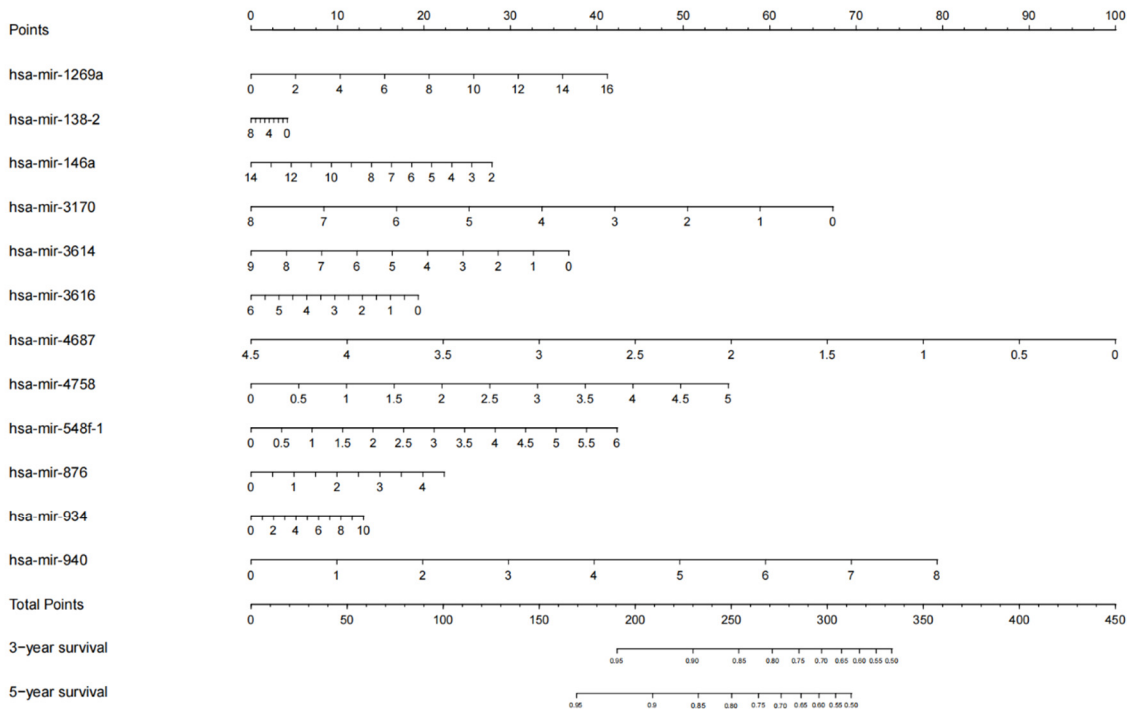 Points 0 10 20 30 40 50 60 70 80 90 100
hsa-mir-1269a 0 2 4 6 8 10 12 14 16
hsa-mir-138-2 8 4 0
hsa-mir-146a 14 12 10 8 7 6 5 4 3 2
hsa-mir-3170 8 7 6 5 4 3 2 1 0
hsa-mir-3614 9 8 7 6 5 4 3 2 1 0
hsa-mir-3616 6 5 4 3 2 1 0
hsa-mir-4687 4.5 4 3.5 3 2.5 2 1.5 1 0.5 0
hsa-mir-4758 0 0.5 1 1.5 2 2.5 3 3.5 4 4.5 5
hsa-mir-548f-1 0 0.5 1 1.5 2 2.5 3 3.5 4 4.5 5 5.5 6
hsa-mir-876 0 1 2 3 4
hsa-mir-934 0 2 4 6 8 10
hsa-mir-940 0 1 2 3 4 5 6 7 8
Total Points 0 50 100 150 200 250 300 350 400 450
3−year survival 0.95 0.90 0.85 0.80 0.75 0.70 0.65 0.60 0.55 0.50
5−year survival 0.95 0.9 0.85 0.80 0.75 0.70 0.65 0.60 0.55 0.50